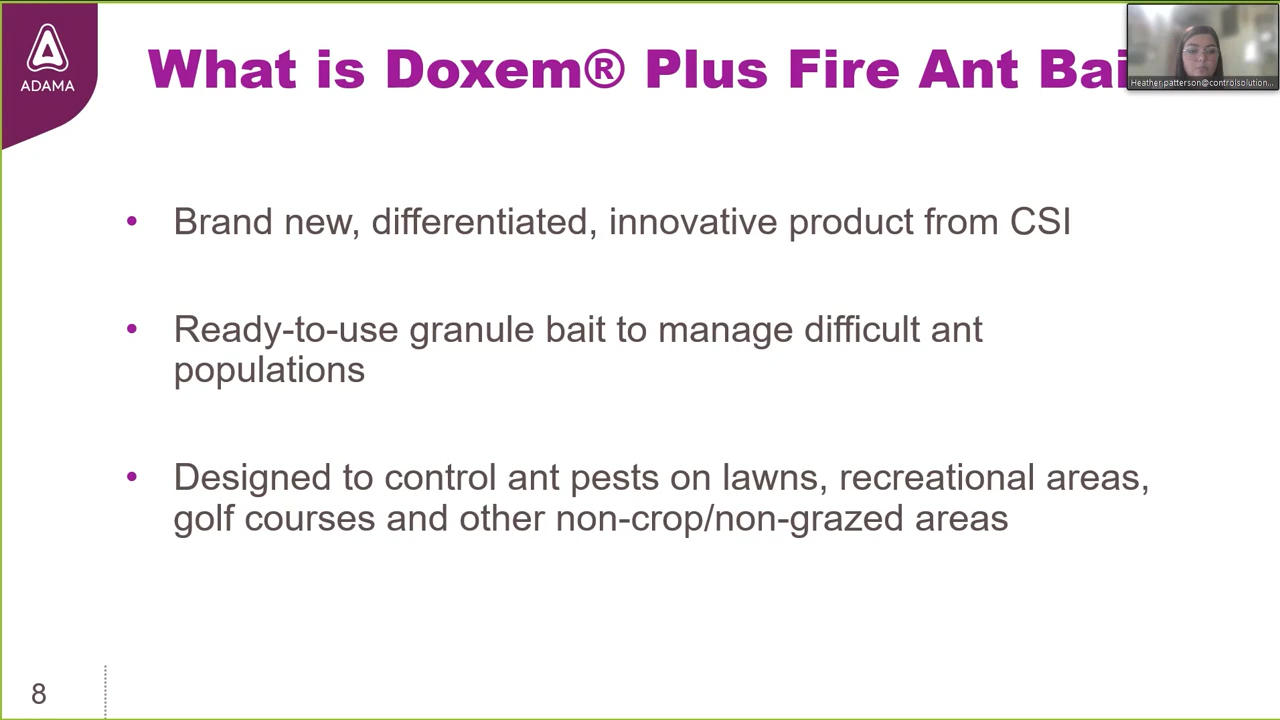 ADAMA
What is Doxem® Plus Fire Ant Bai
Heather.patterson@controlsolution...
Brand new, differentiated, innovative product from CSI
Ready-to-use granule bait to manage difficult ant
populations
Designed to control ant pests on lawns, recreational areas,
golf courses and other non-crop/non-grazed areas
8